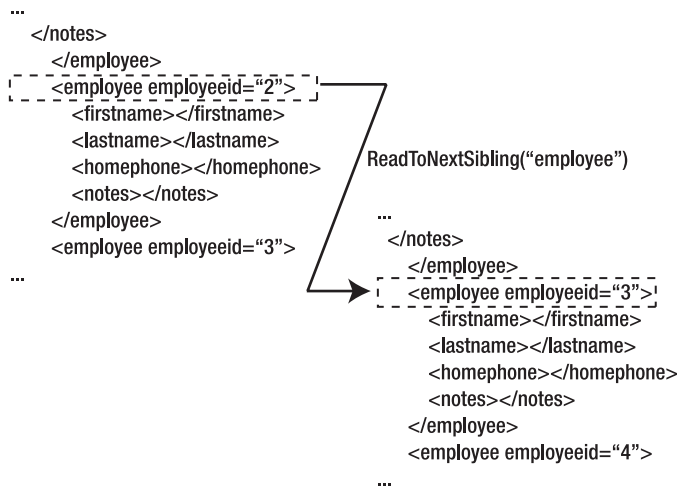 ...
</notes>
</employee>
<employee employeeid=“2”>
<firstname></firstname>
<lastname></lastname>
<homephone></homephone>
<notes></notes>
</employee>
<employee employeeid=“3”>
...
ReadToNextSibling(“employee”)
...
</notes>
</employee>
<employee employeeid=“3”>
<firstname></firstname>
<lastname></lastname>
<homephone></homephone>
<notes></notes>
</employee>
<employee employeeid=“4”>
...